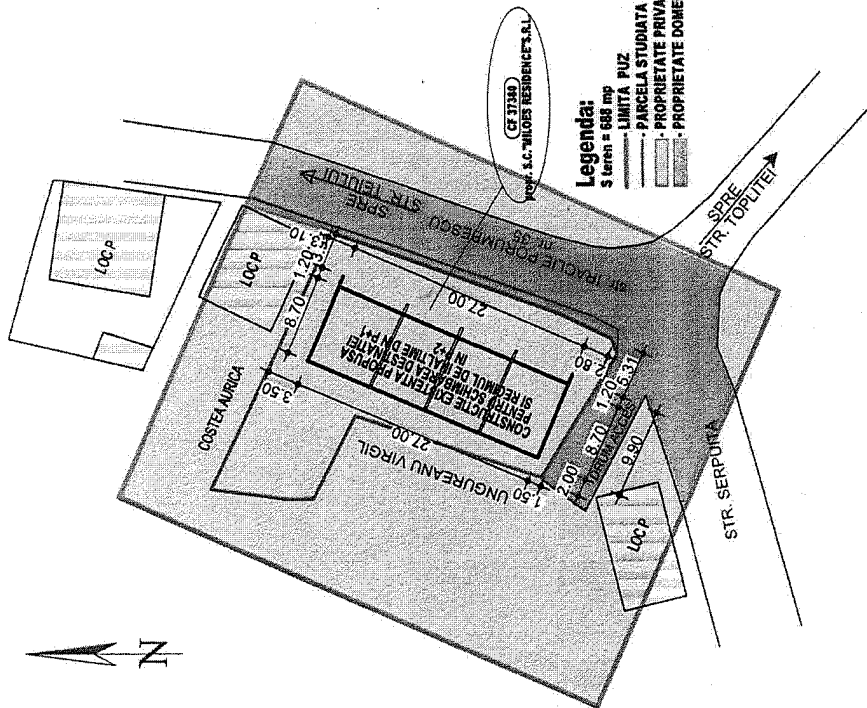 N
LOC P
COSTEA AURICA
LOC P
3.50
8.70
1.20
3.10
SPRE
STR. TEIULUI
str. IRACLIE PORUMBESCU
nr. 35
27.00
CONSTRUCTIE EXISTENTA PROPUSA
PENTRU SCHIMBAREA DESTINATIEI
SI REGIMUL DE INALTIME DIN P+1
IN P+2
27.00
UNGUREANU VIRGIL
1.50
2.80
2.00
8.70
1.20
5.31
DRUM ACCES
9.90
LOC P
STR. SERPUITA
SPRE
STR. TOPLITEI
CF 37380
prop. S.C."MILOES RESIDENCE"S.R.L.
Legenda:
S teren = 688 mp
- LIMITA PUZ
- PARCELA STUDIATA
- PROPRIETATE PRIVA
- PROPRIETATE DOME